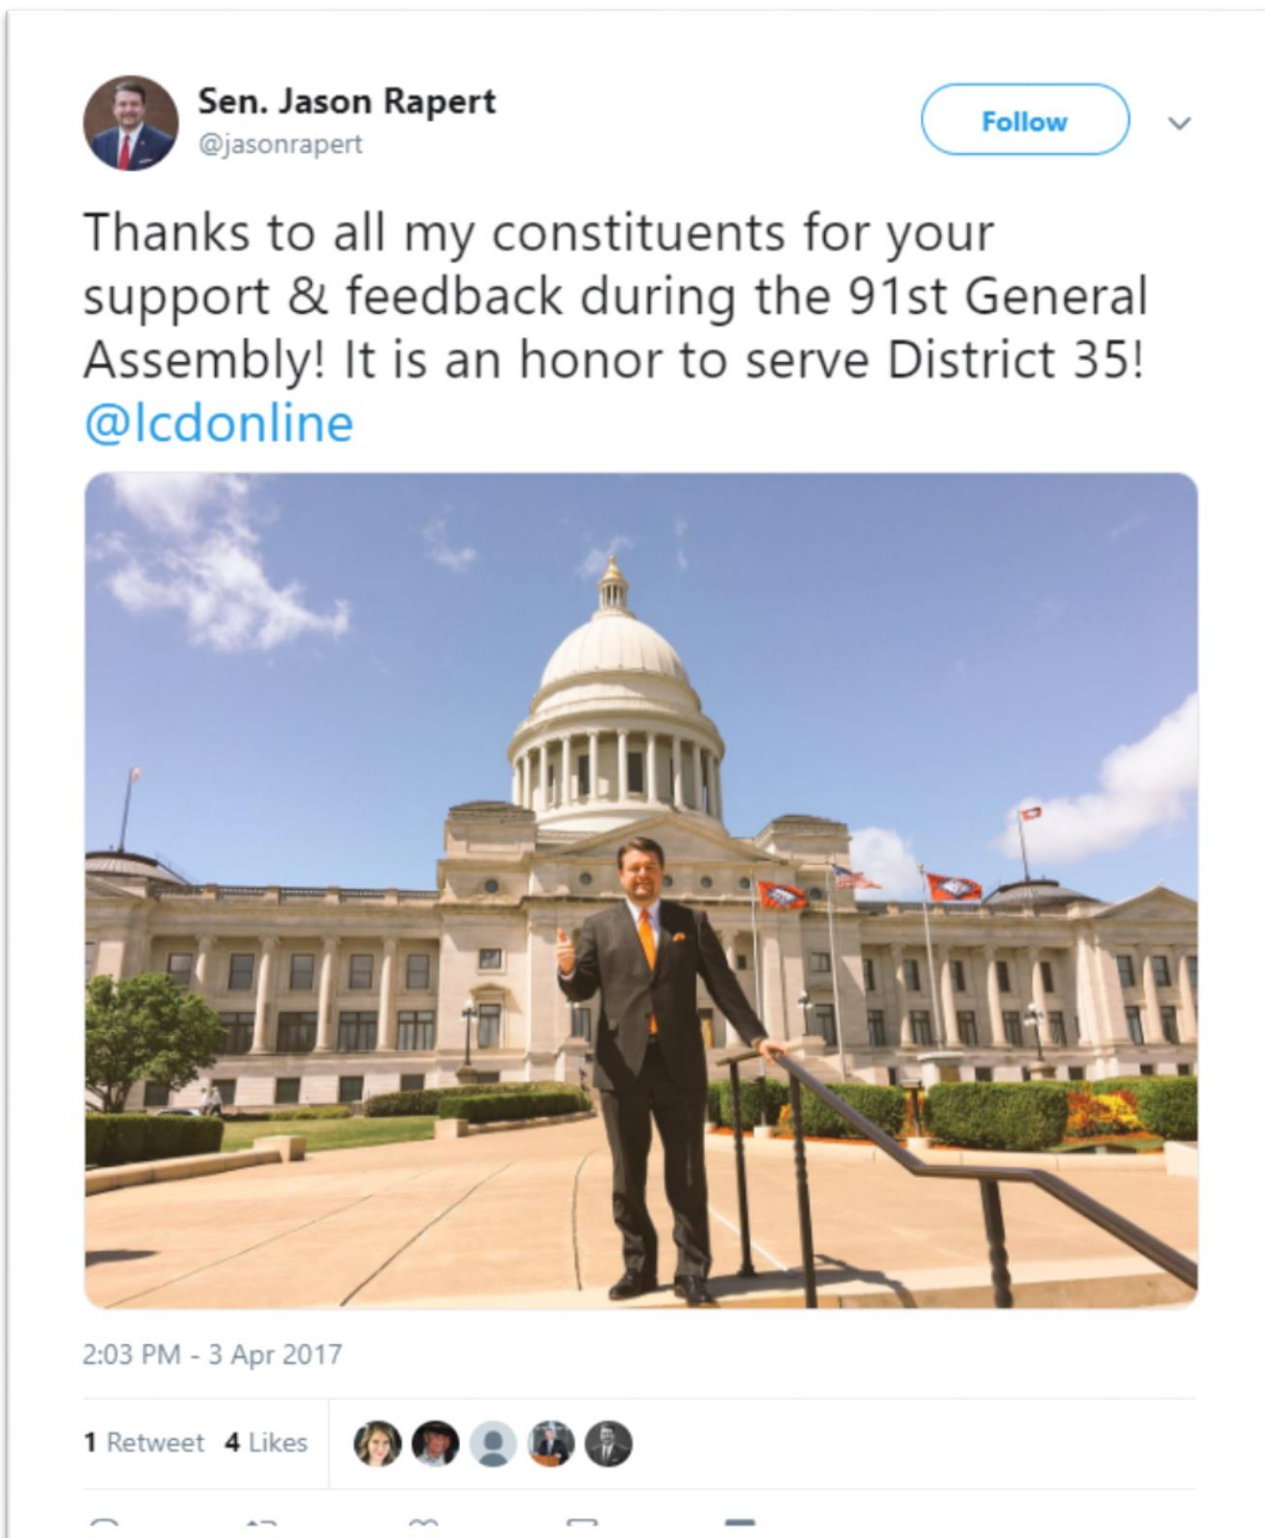 Sen. Jason Rapert
@jasonrapert
Follow
Thanks to all my constituents for your
support & feedback during the 91st General
Assembly! It is an honor to serve District 35!
@lcdonline
2:03 PM - 3 Apr 2017
1 Retweet 4 Likes